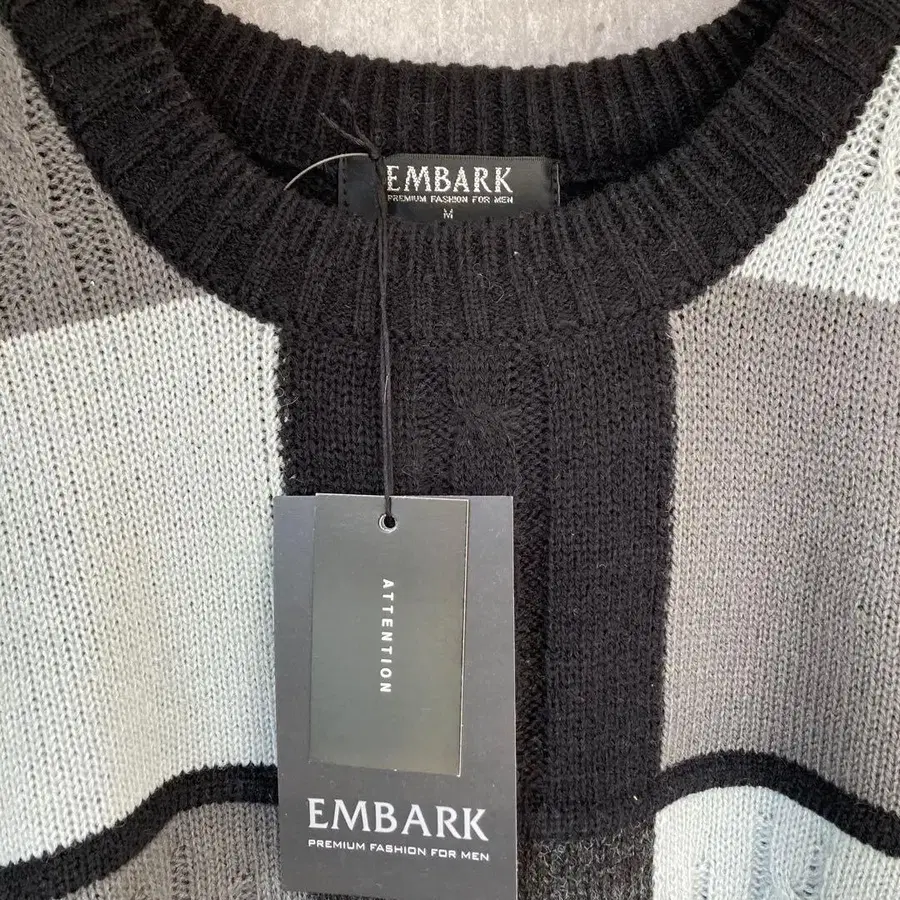 EMBARK
PREMIUM FASHION FOR MEN
M
ATTENTION
EMBARK
PREMIUM FASHION FOR MEN